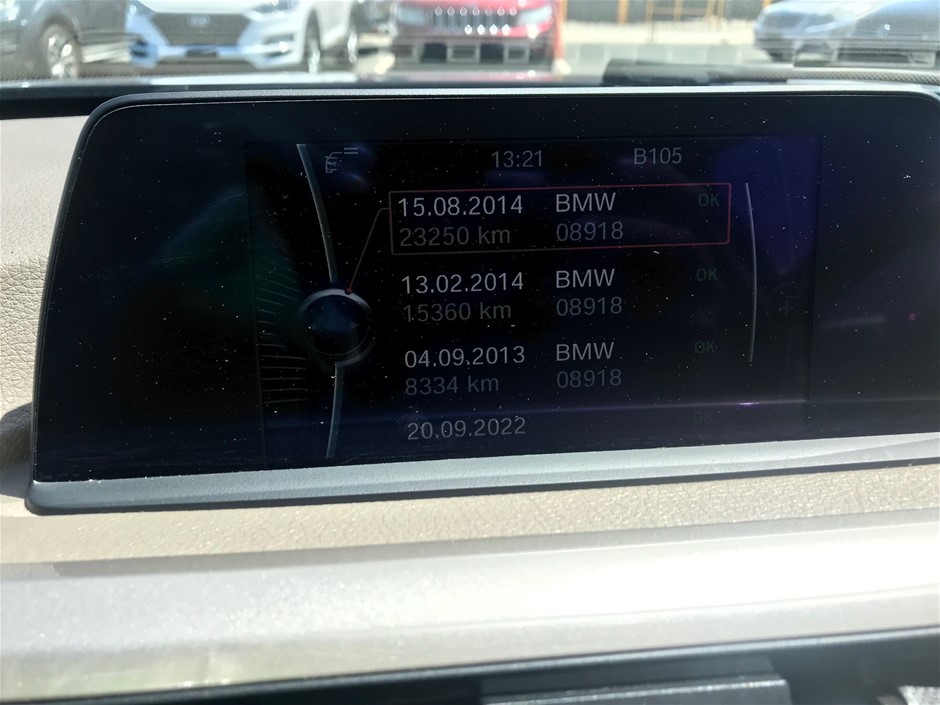 13:21 B105
15.08.2014 BMW OK
23250 km 08918
13.02.2014 BMW OK
15360 km 08918
04.09.2013 BMW OK
8334 km 08918
20.09.2022 OK